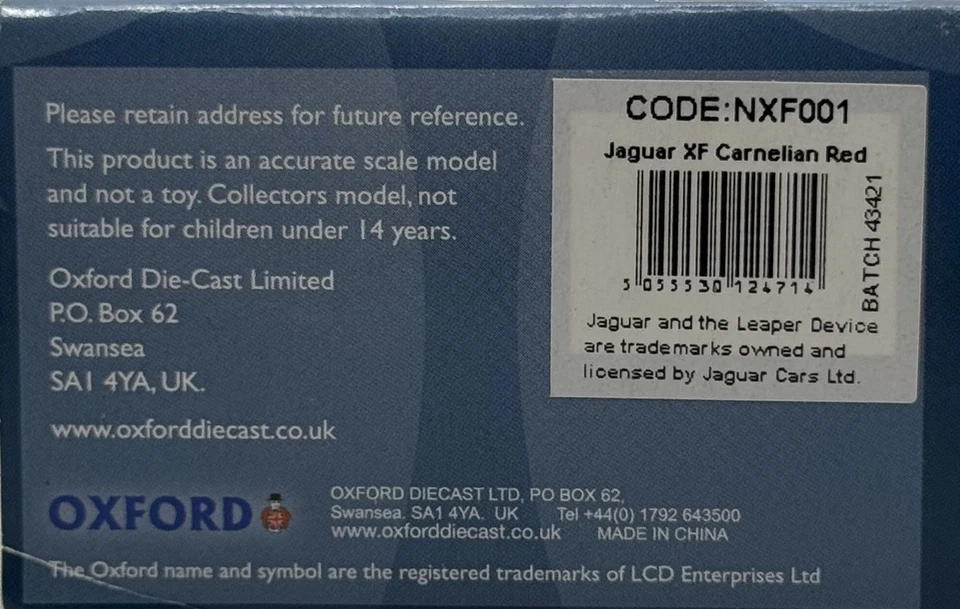 Please retain address for future reference.
This product is an accurate scale model
and not a toy. Collectors model, not
suitable for children under 14 years.
Oxford Die-Cast Limited
P.O. Box 62
Swansea
SA1 4YA, UK.
www.oxforddiecast.co.uk
CODE:NXF001
Jaguar XF Carnelian Red
5 055530 124714
BATCH 43421
Jaguar and the Leaper Device
are trademarks owned and
licensed by Jaguar Cars Ltd.
OXFORD
OXFORD DIECAST LTD, PO BOX 62,
Swansea. SA1 4YA. UK Tel +44(0) 1792 643500
www.oxforddiecast.co.uk MADE IN CHINA
The Oxford name and symbol are the registered trademarks of LCD Enterprises Ltd